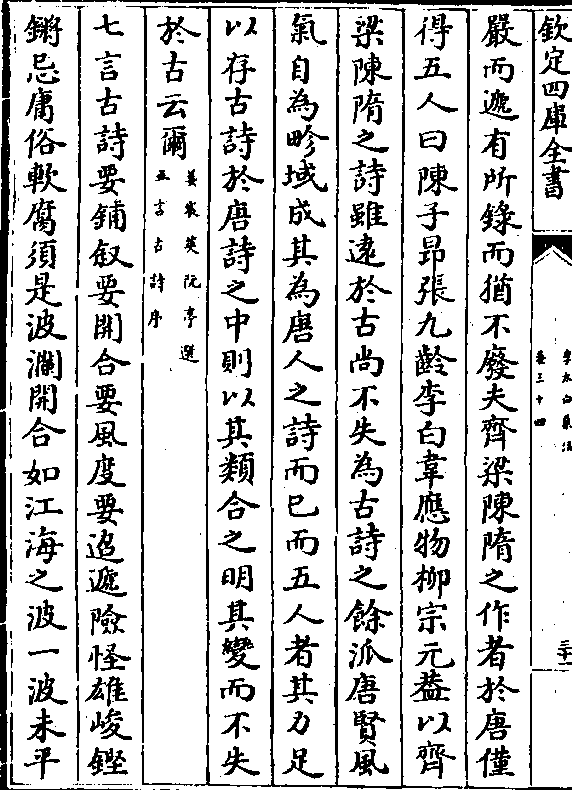 欽定四庫全書
李太白集注
卷三十四
嚴而遞有所錄而猶不廢夫齊梁陳隋之作者於唐僅
得五人曰陳子昻張九齡李白韋應物柳宗元葢以齊
梁陳隋之詩雖逺於古尚不失為古詩之餘派唐賢風
氣自為畛域成其為唐人之詩而已而五人者其力足
以存古詩於唐詩之中則以其類合之明其變而不失
於古云爾
姜宸英阮亭選
五言古詩序
七言古詩要鋪叙要開合要風度要迢遞險怪雄峻鏗
鏘忌庸俗軟腐須是波瀾開合如江海之波一波未平